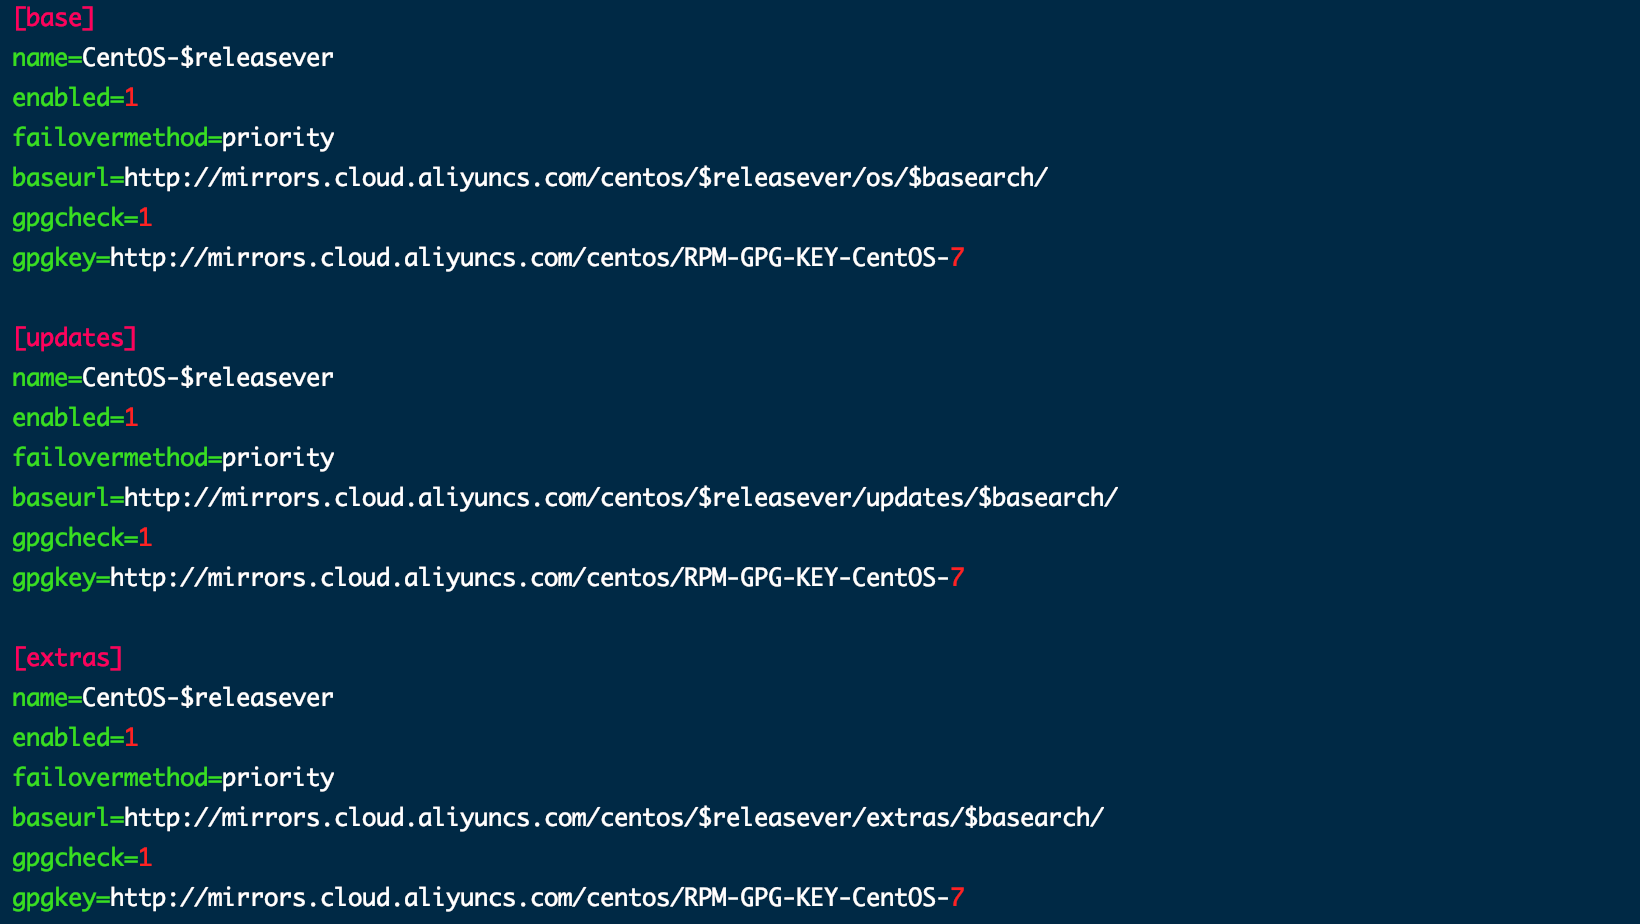 [base]
name=CentOS-$releasever
enabled=1
failovermethod=priority
baseurl=http://mirrors.cloud.aliyuncs.com/centos/$releasever/os/$basearch/
gpgcheck=1
gpgkey=http://mirrors.cloud.aliyuncs.com/centos/RPM-GPG-KEY-CentOS-7
[updates]
name=CentOS-$releasever
enabled=1
failovermethod=priority
baseurl=http://mirrors.cloud.aliyuncs.com/centos/$releasever/updates/$basearch/
gpgcheck=1
gpgkey=http://mirrors.cloud.aliyuncs.com/centos/RPM-GPG-KEY-CentOS-7
[extras]
name=CentOS-$releasever
enabled=1
failovermethod=priority
baseurl=http://mirrors.cloud.aliyuncs.com/centos/$releasever/extras/$basearch/
gpgcheck=1
gpgkey=http://mirrors.cloud.aliyuncs.com/centos/RPM-GPG-KEY-CentOS-7